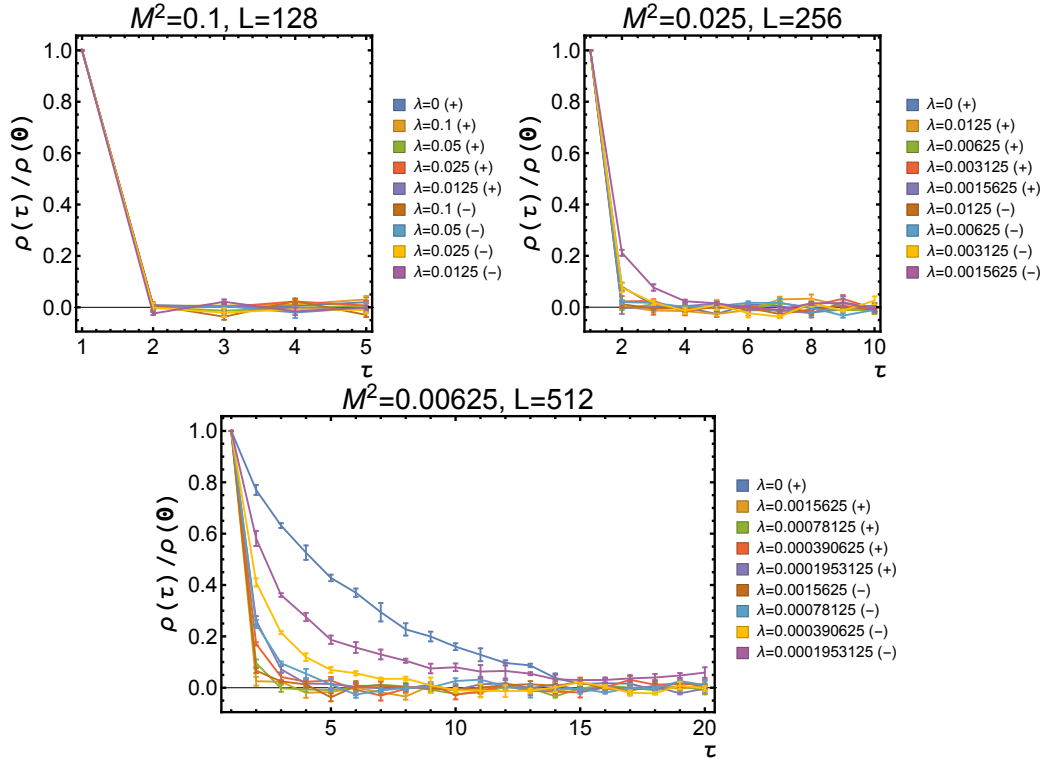 M²=0.1, L=128
1.0
0.8
0.6
0.4
0.2
0.0
ρ(τ)/ρ(0)
1 2 3 4 5
τ
λ=0 (+)
λ=0.1 (+)
λ=0.05 (+)
λ=0.025 (+)
λ=0.0125 (+)
λ=0.1 (−)
λ=0.05 (−)
λ=0.025 (−)
λ=0.0125 (−)
M²=0.025, L=256
1.0
0.8
0.6
0.4
0.2
0.0
ρ(τ)/ρ(0)
2 4 6 8 10
τ
λ=0 (+)
λ=0.0125 (+)
λ=0.00625 (+)
λ=0.003125 (+)
λ=0.0015625 (+)
λ=0.0125 (−)
λ=0.00625 (−)
λ=0.003125 (−)
λ=0.0015625 (−)
M²=0.00625, L=512
1.0
0.8
0.6
0.4
0.2
0.0
ρ(τ)/ρ(0)
5 10 15 20
τ
λ=0 (+)
λ=0.0015625 (+)
λ=0.00078125 (+)
λ=0.000390625 (+)
λ=0.0001953125 (+)
λ=0.0015625 (−)
λ=0.00078125 (−)
λ=0.000390625 (−)
λ=0.0001953125 (−)